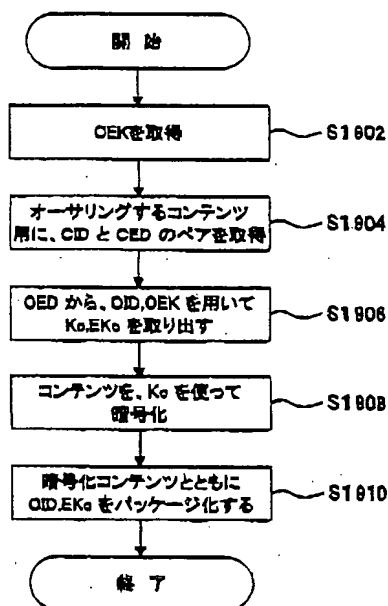 開始
OEKを取得
S1802
オーサリングするコンテンツ
用に、CID と CED のペアを取得
S1804
OED から、OID,OEK を用いて
Kc,EKc を取り出す
S1806
コンテンツを、Kc を使って
暗号化
S1808
暗号化コンテンツとともに
OID,EKc をパッケージ化する
S1810
終了